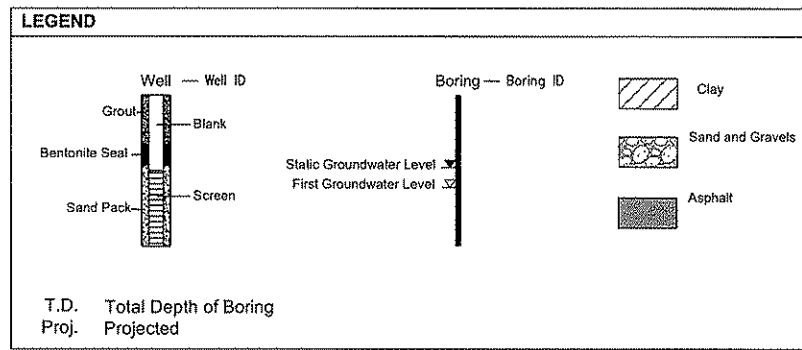 LEGEND
Well — Well ID
Grout
Blank
Bentonite Seal
Screen
Sand Pack
Boring — Boring ID
Static Groundwater Level
First Groundwater Level
Clay
Sand and Gravels
Asphalt
T.D. Total Depth of Boring
Proj. Projected